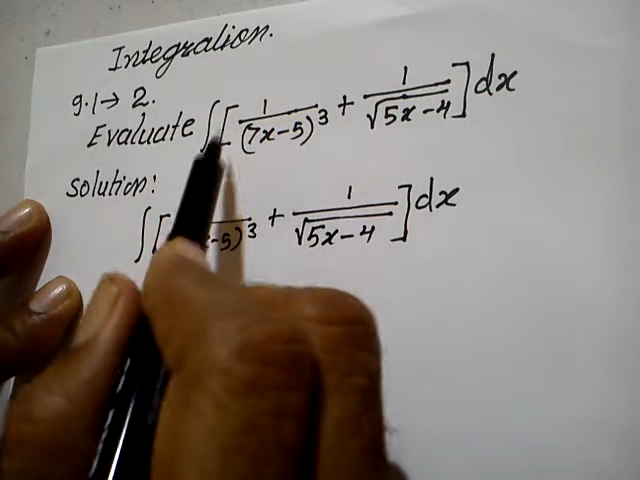 Integration.
9.1→ 2.
Evaluate ∫[1/(7x-5)³ + 1/√(5x-4)]dx
Solution:
∫[ -5)³ + 1/√(5x-4)]dx